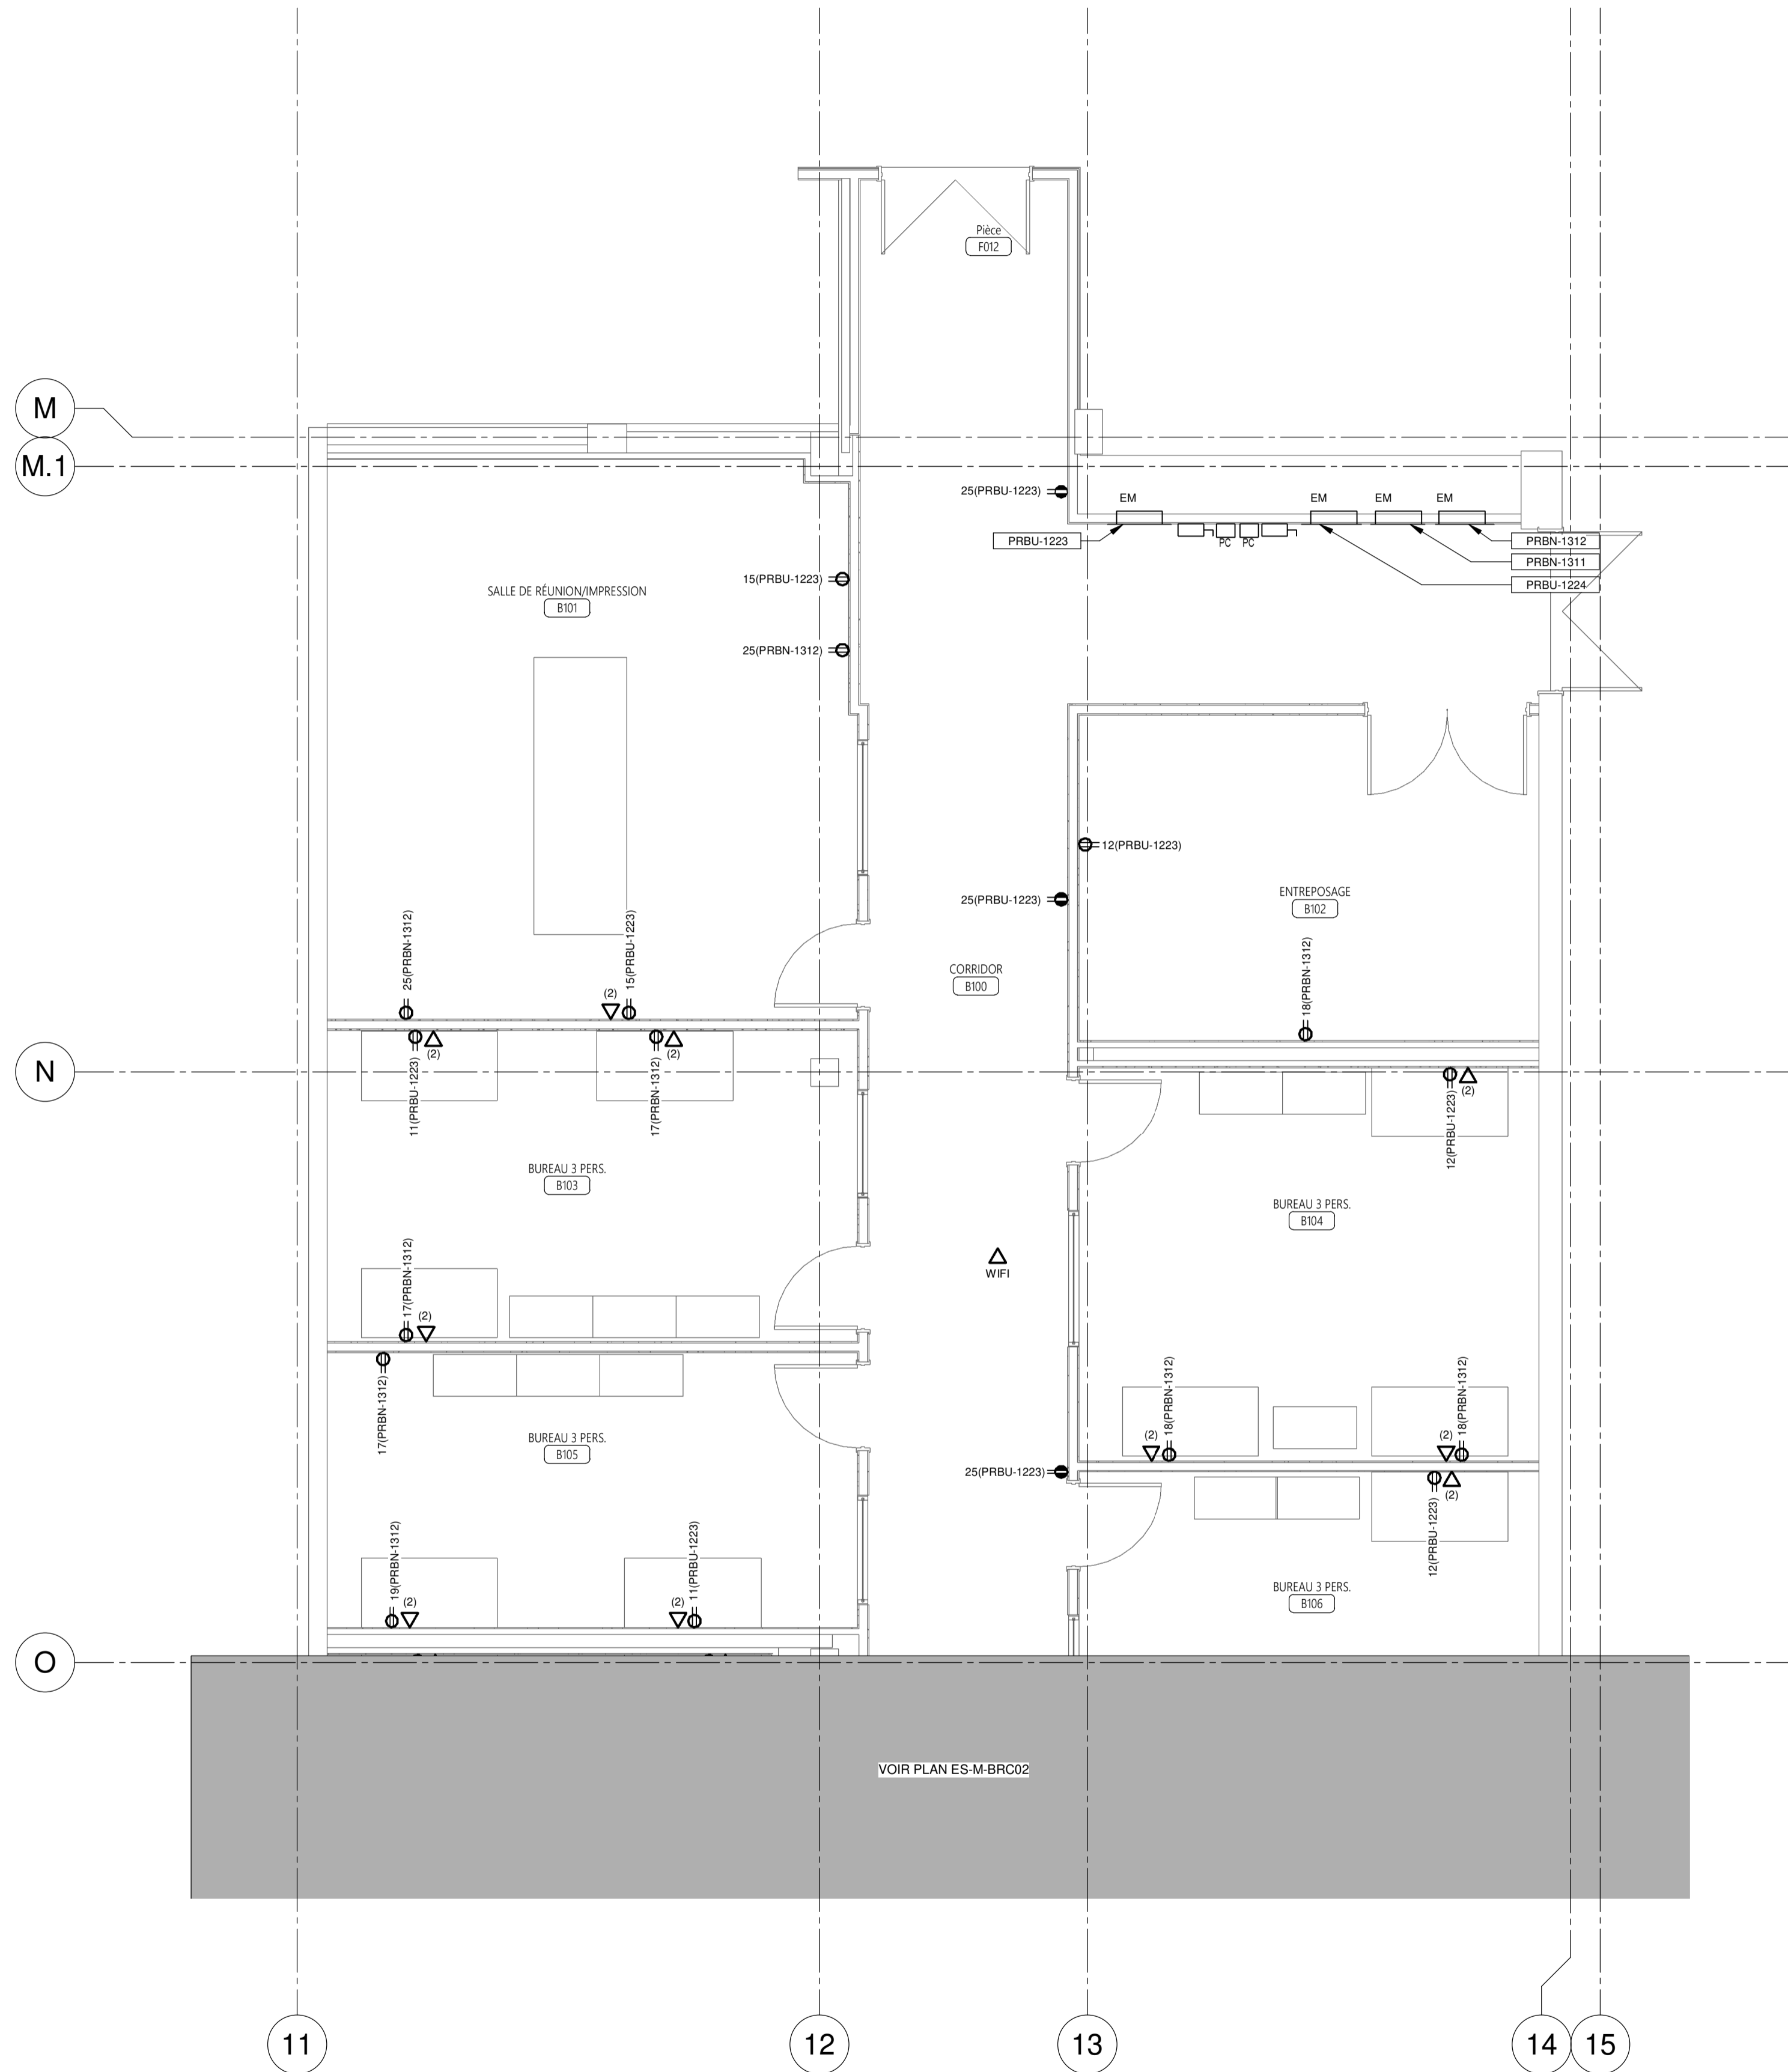 Pièce
F012
M
M.1
25(PRBU-1223)
EM
EM
EM
EM
PRBU-1223
PC
PC
PRBN-1312
PRBN-1311
PRBU-1224
15(PRBU-1223)
SALLE DE RÉUNION/IMPRESSION
B101
25(PRBN-1312)
12(PRBU-1223)
25(PRBU-1223)
ENTREPOSAGE
B102
25(PRBN-1312)
15(PRBU-1223)
(2)
CORRIDOR
B100
18(PRBN-1312)
N
11(PRBU-1223)
(2)
17(PRBN-1312)
(2)
12(PRBU-1223)
(2)
BUREAU 3 PERS.
B103
BUREAU 3 PERS.
B104
WIFI
17(PRBN-1312)
(2)
17(PRBN-1312)
BUREAU 3 PERS.
B105
(2)
18(PRBN-1312)
(2)
18(PRBN-1312)
25(PRBU-1223)
12(PRBU-1223)
(2)
19(PRBN-1312)
(2)
(2)
11(PRBU-1223)
BUREAU 3 PERS.
B106
O
VOIR PLAN ES-M-BRC02
11
12
13
14
15